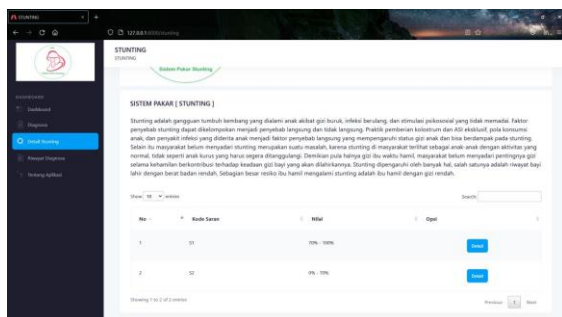 STUNTING
127.0.0.1:8000/stunting
STUNTING
STUNTING
Sistem Pakar Stunting
DASHBOARD
Dashboard
Diagnosa
Detail Stunting
Riwayat Diagnosa
Tentang Aplikasi
SISTEM PAKAR [ STUNTING ]
Stunting adalah gangguan tumbuh kembang yang dialami anak akibat gizi buruk, infeksi berulang, dan stimulasi psikososial yang tidak memadai. Faktor
penyebab stunting dapat dikelompokan menjadi penyebab langsung dan tidak langsung. Praktik pemberian kolostrum dan ASI eksklusif, pola konsumsi
anak, dan penyakit infeksi yang diderita anak menjadi faktor penyebab langsung yang mempengaruhi status gizi anak dan bisa berdampak pada stunting.
Selain itu masyarakat belum menyadari stunting merupakan suatu masalah, karena stunting di masyarakat terlihat sebagai anak-anak dengan aktivitas yang
normal, tidak seperti anak kurus yang harus segera ditanggulangi. Demikian pula halnya gizi ibu waktu hamil, masyarakat belum menyadari pentingnya gizi
selama kehamilan berkontribusi terhadap keadaan gizi bayi yang akan dilahirkannya. Stunting dipengaruhi oleh banyak hal, salah satunya adalah riwayat bayi
lahir dengan berat badan rendah. Sebagian besar resiko ibu hamil mengalami stunting adalah ibu hamil dengan gizi rendah.
Show 10 entries
Search:
No Kode Saran Nilai Opsi
1 S1 70% - 100% Detail
2 S2 0% - 70% Detail
Showing 1 to 2 of 2 entries
Previous 1 Next